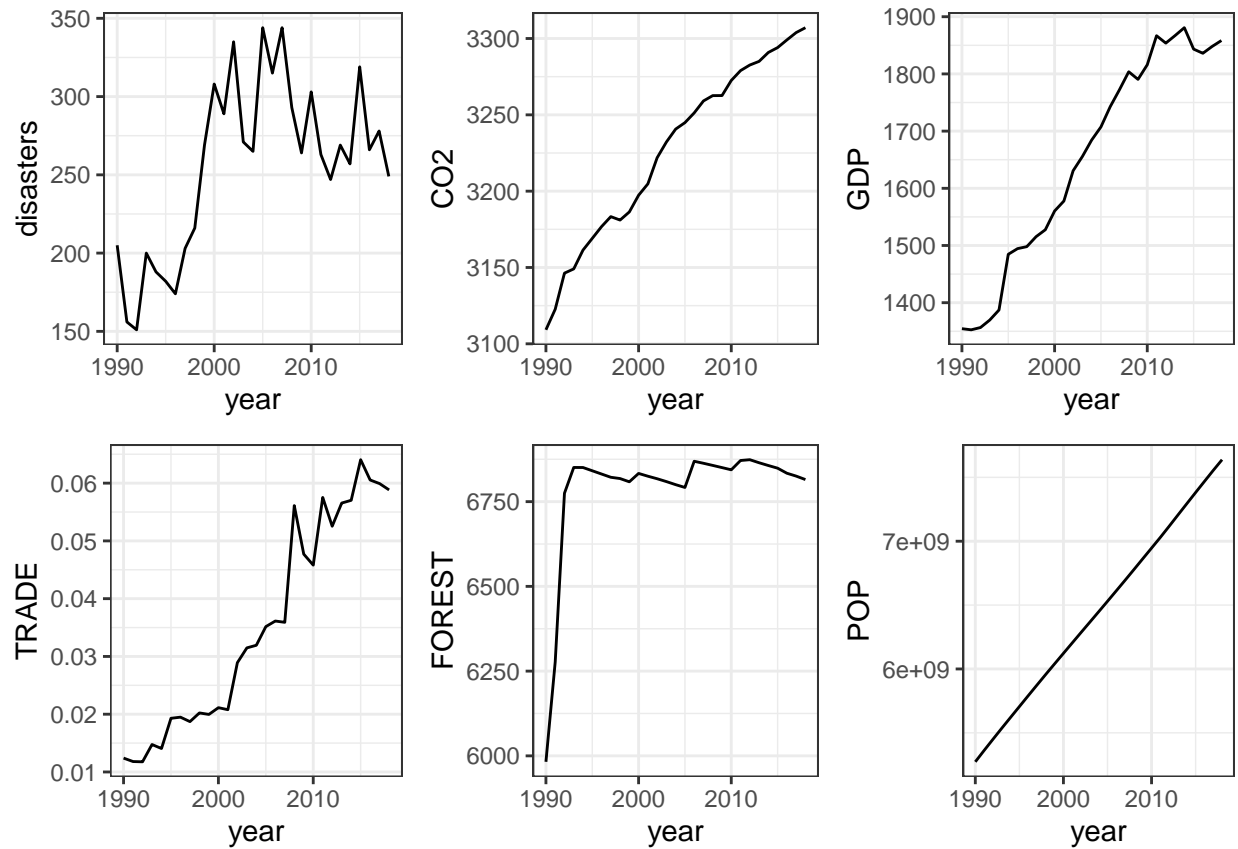 disasters
350
300
250
200
150
1990 2000 2010
year
CO2
3300
3250
3200
3150
3100
1990 2000 2010
year
GDP
1900
1800
1700
1600
1500
1400
1990 2000 2010
year
TRADE
0.06
0.05
0.04
0.03
0.02
0.01
1990 2000 2010
year
FOREST
6750
6500
6250
6000
1990 2000 2010
year
POP
7e+09
6e+09
1990 2000 2010
year